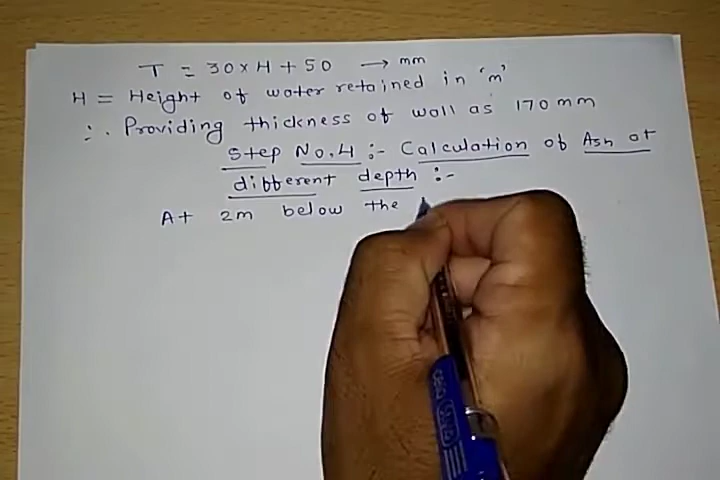 T = 30×H + 50 → mm
H = Height of water retained in 'm'
∴ Providing thickness of wall as 170 mm
Step No.4 :- Calculation of Ash at
different depth :-
At 2m below the